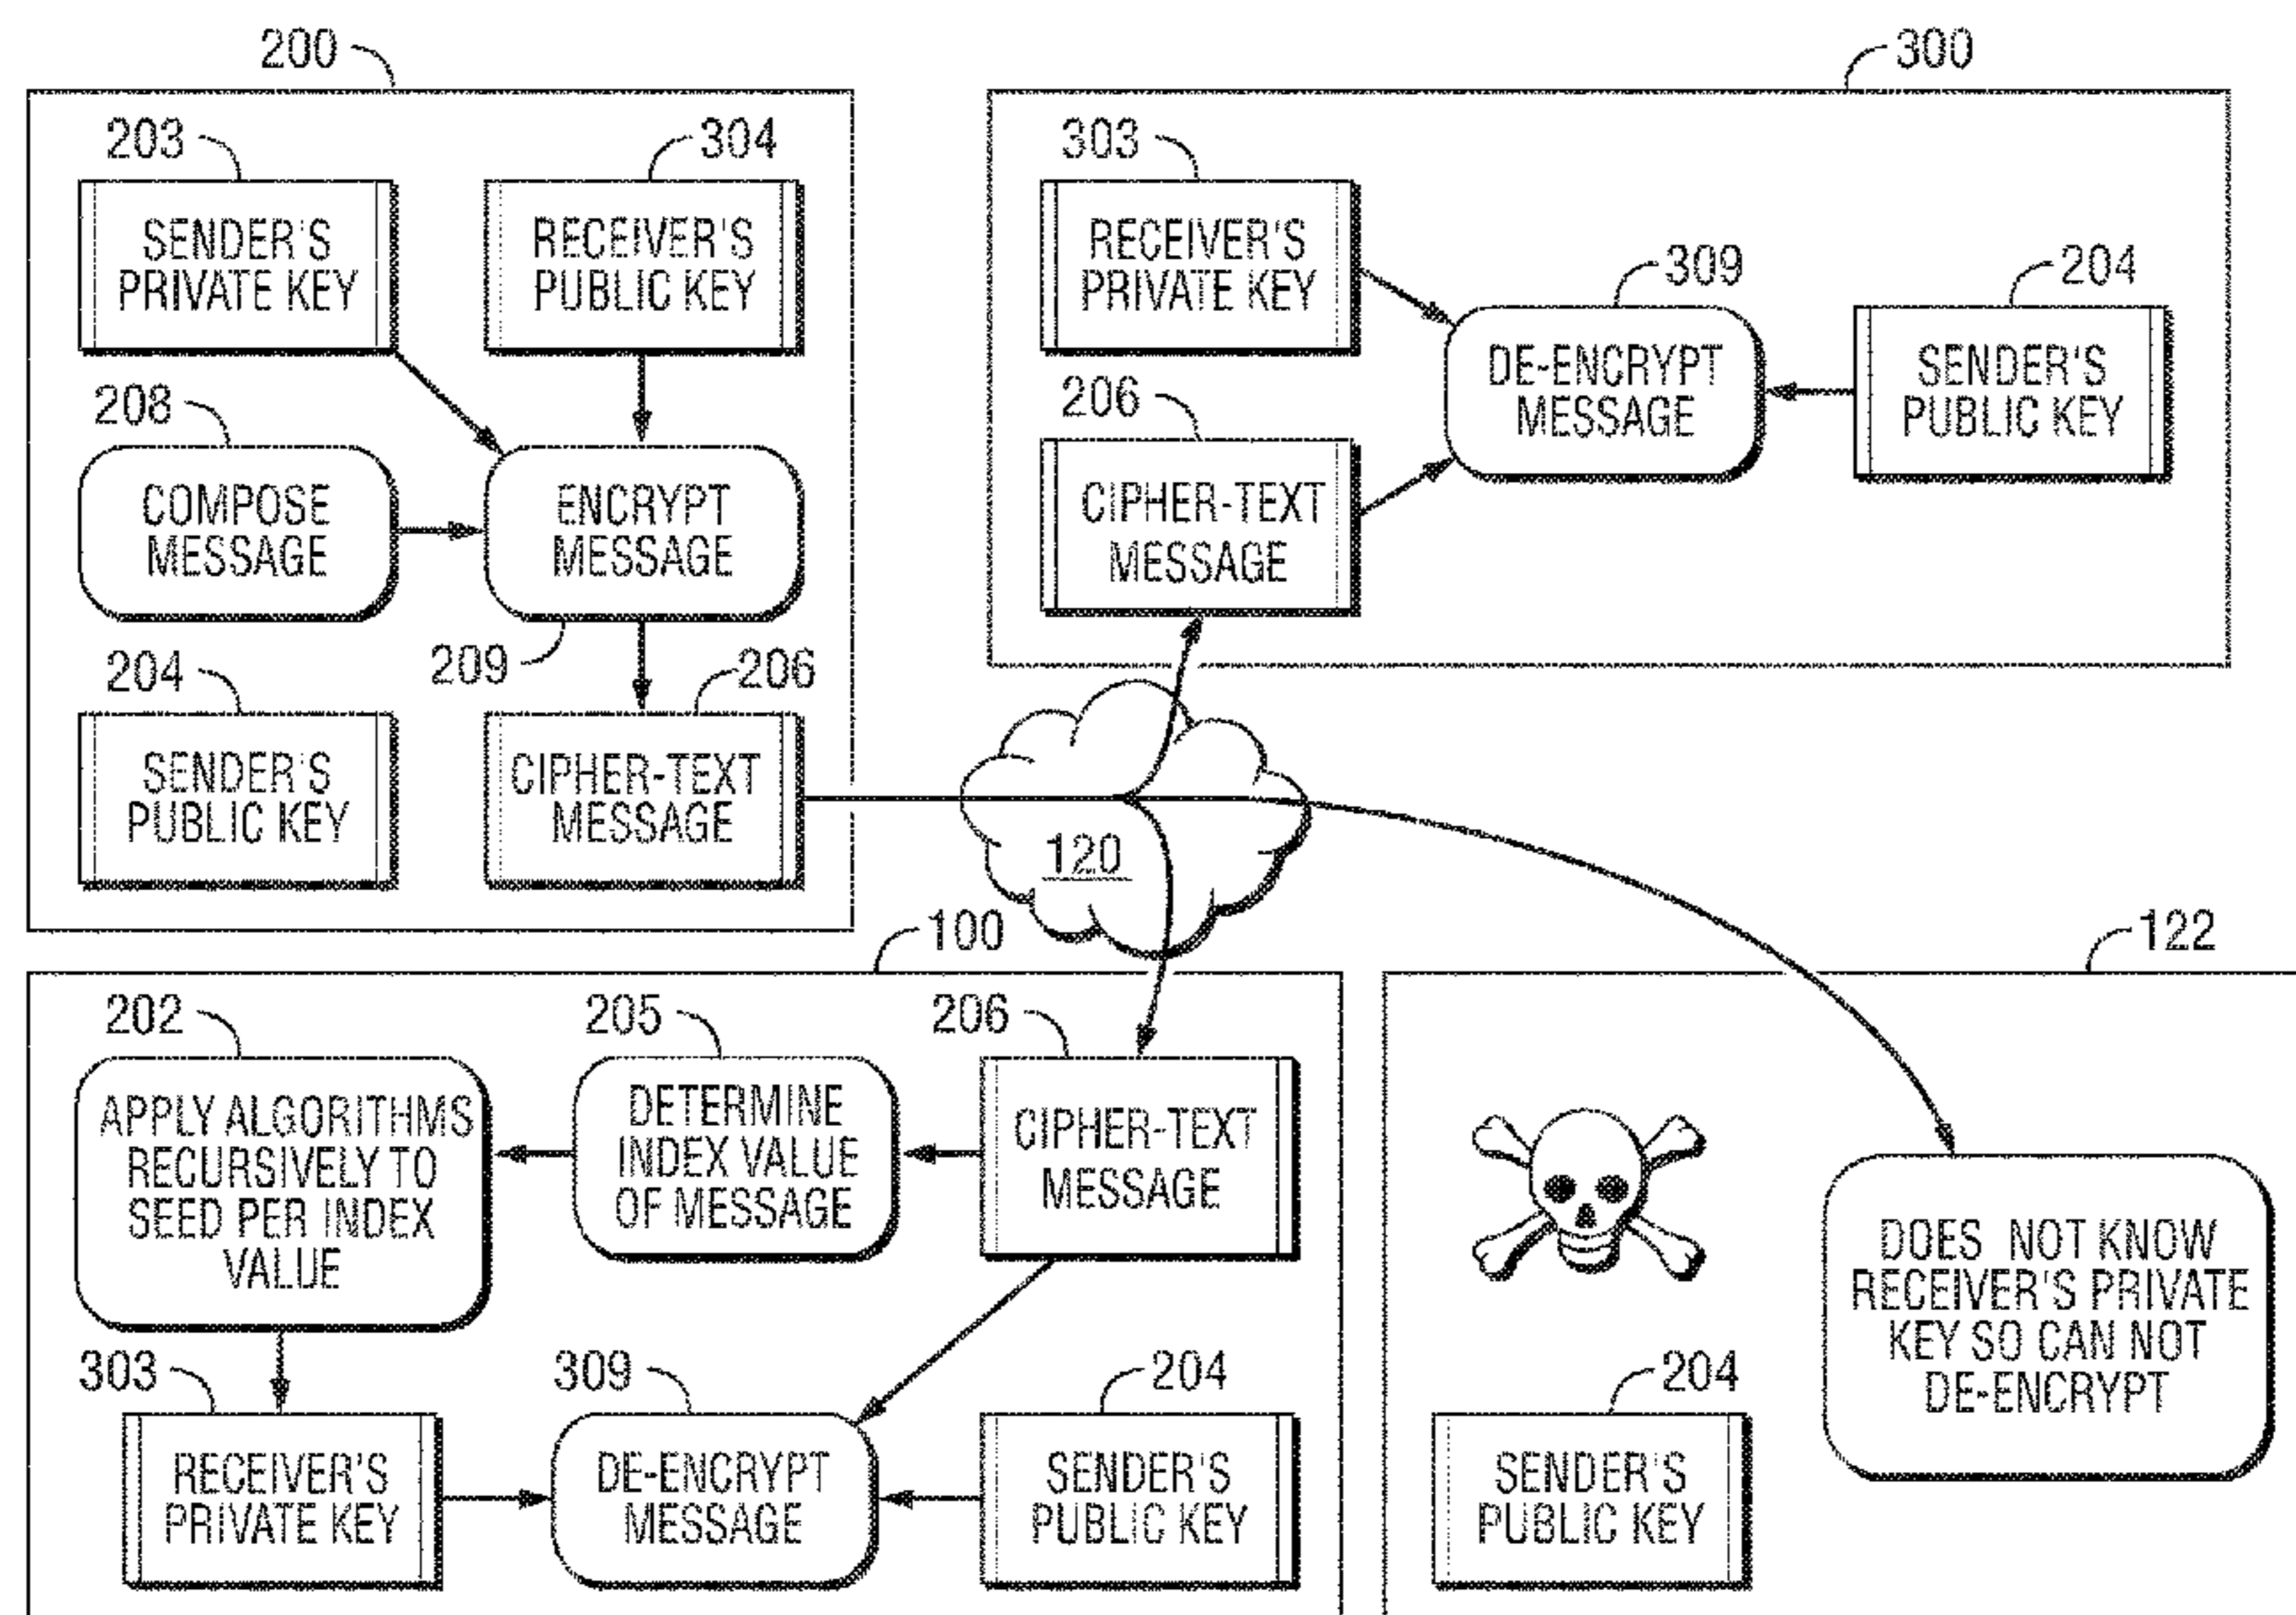 200
203
SENDER'S
PRIVATE KEY
304
RECEIVER'S
PUBLIC KEY
208
COMPOSE
MESSAGE
ENCRYPT
MESSAGE
209
204
SENDER'S
PUBLIC KEY
206
CIPHER-TEXT
MESSAGE
300
303
RECEIVER'S
PRIVATE KEY
309
DE-ENCRYPT
MESSAGE
204
SENDER'S
PUBLIC KEY
206
CIPHER-TEXT
MESSAGE
120
100
202
APPLY ALGORITHMS
RECURSIVELY TO
SEED PER INDEX
VALUE
205
DETERMINE
INDEX VALUE
OF MESSAGE
206
CIPHER-TEXT
MESSAGE
303
RECEIVER'S
PRIVATE KEY
309
DE-ENCRYPT
MESSAGE
204
SENDER'S
PUBLIC KEY
122
DOES NOT KNOW
RECEIVER'S PRIVATE
KEY SO CAN NOT
DE-ENCRYPT
204
SENDER'S
PUBLIC KEY